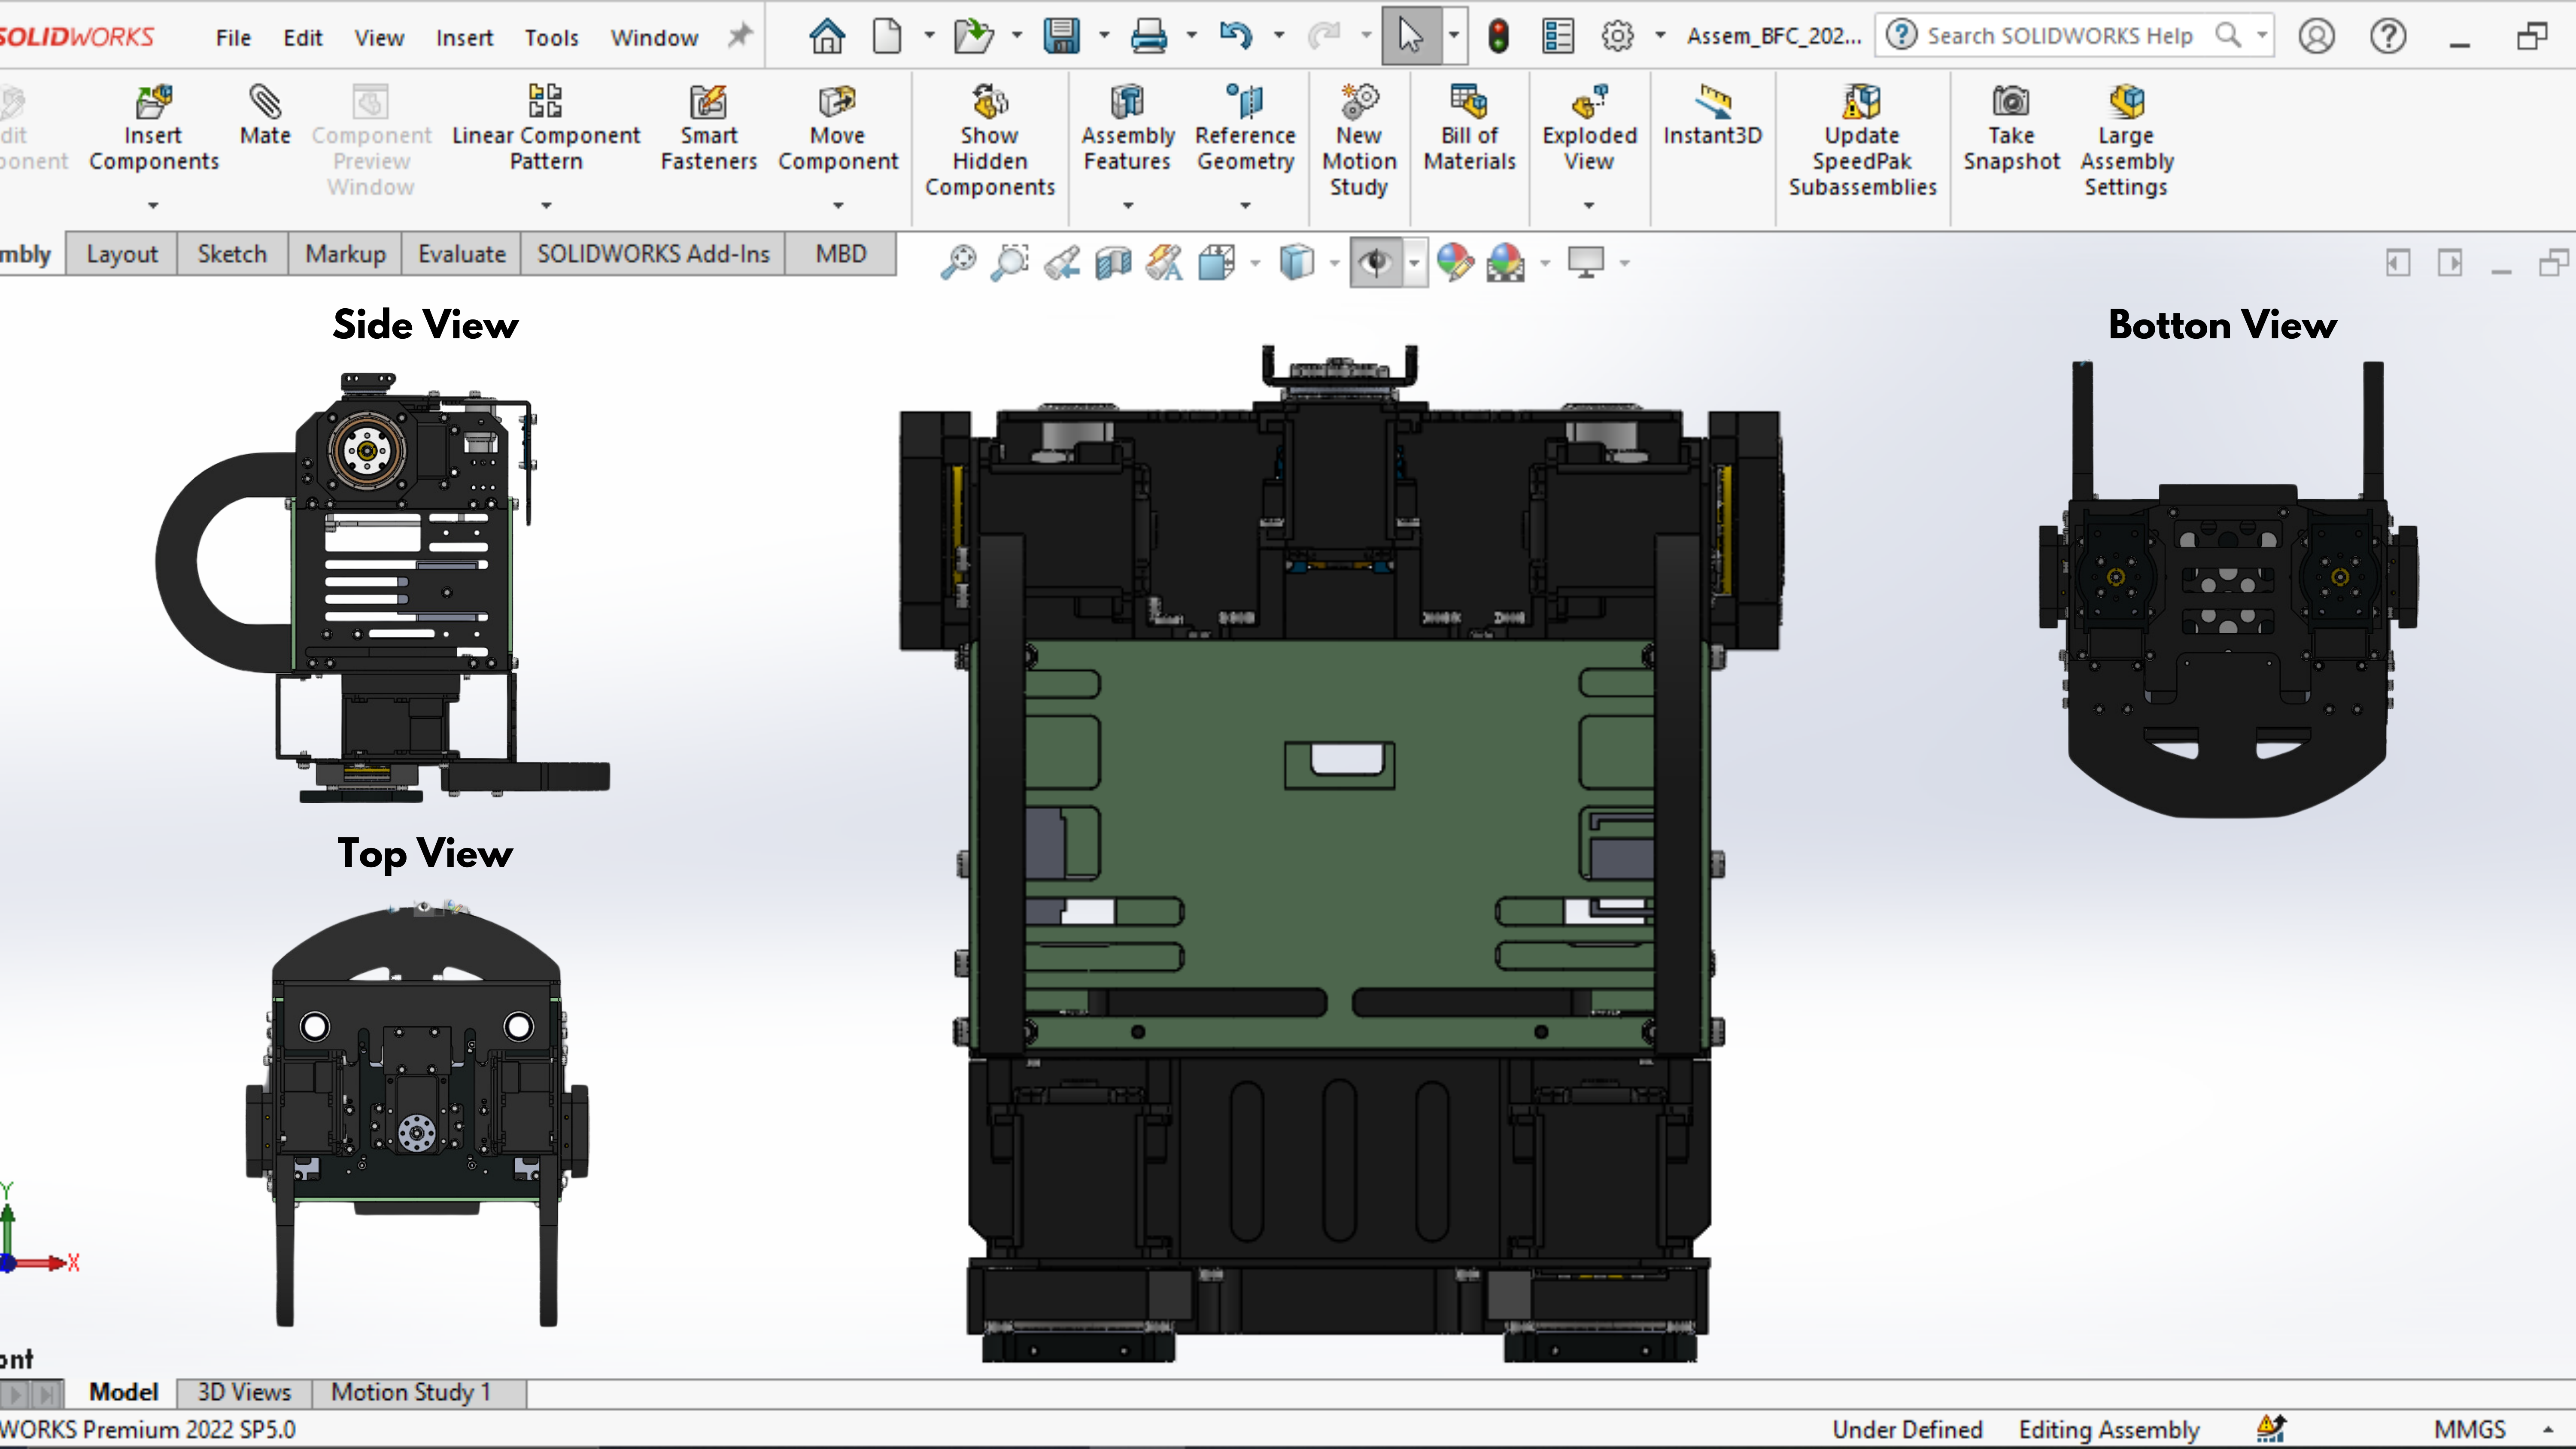 SOLIDWORKS File Edit View Insert Tools Window Assem_BFC_202... Search SOLIDWORKS Help
dit
ponent
Insert
Components
Mate
Component
Preview
Window
Linear Component
Pattern
Smart
Fasteners
Move
Component
Show
Hidden
Components
Assembly
Features
Reference
Geometry
New
Motion
Study
Bill of
Materials
Exploded
View
Instant3D
Update
SpeedPak
Subassemblies
Take
Snapshot
Large
Assembly
Settings
mbly Layout Sketch Markup Evaluate SOLIDWORKS Add-Ins MBD
Side View
Botton View
Top View
Y
X
ont
Model 3D Views Motion Study 1
WORKS Premium 2022 SP5.0 Under Defined Editing Assembly MMGS